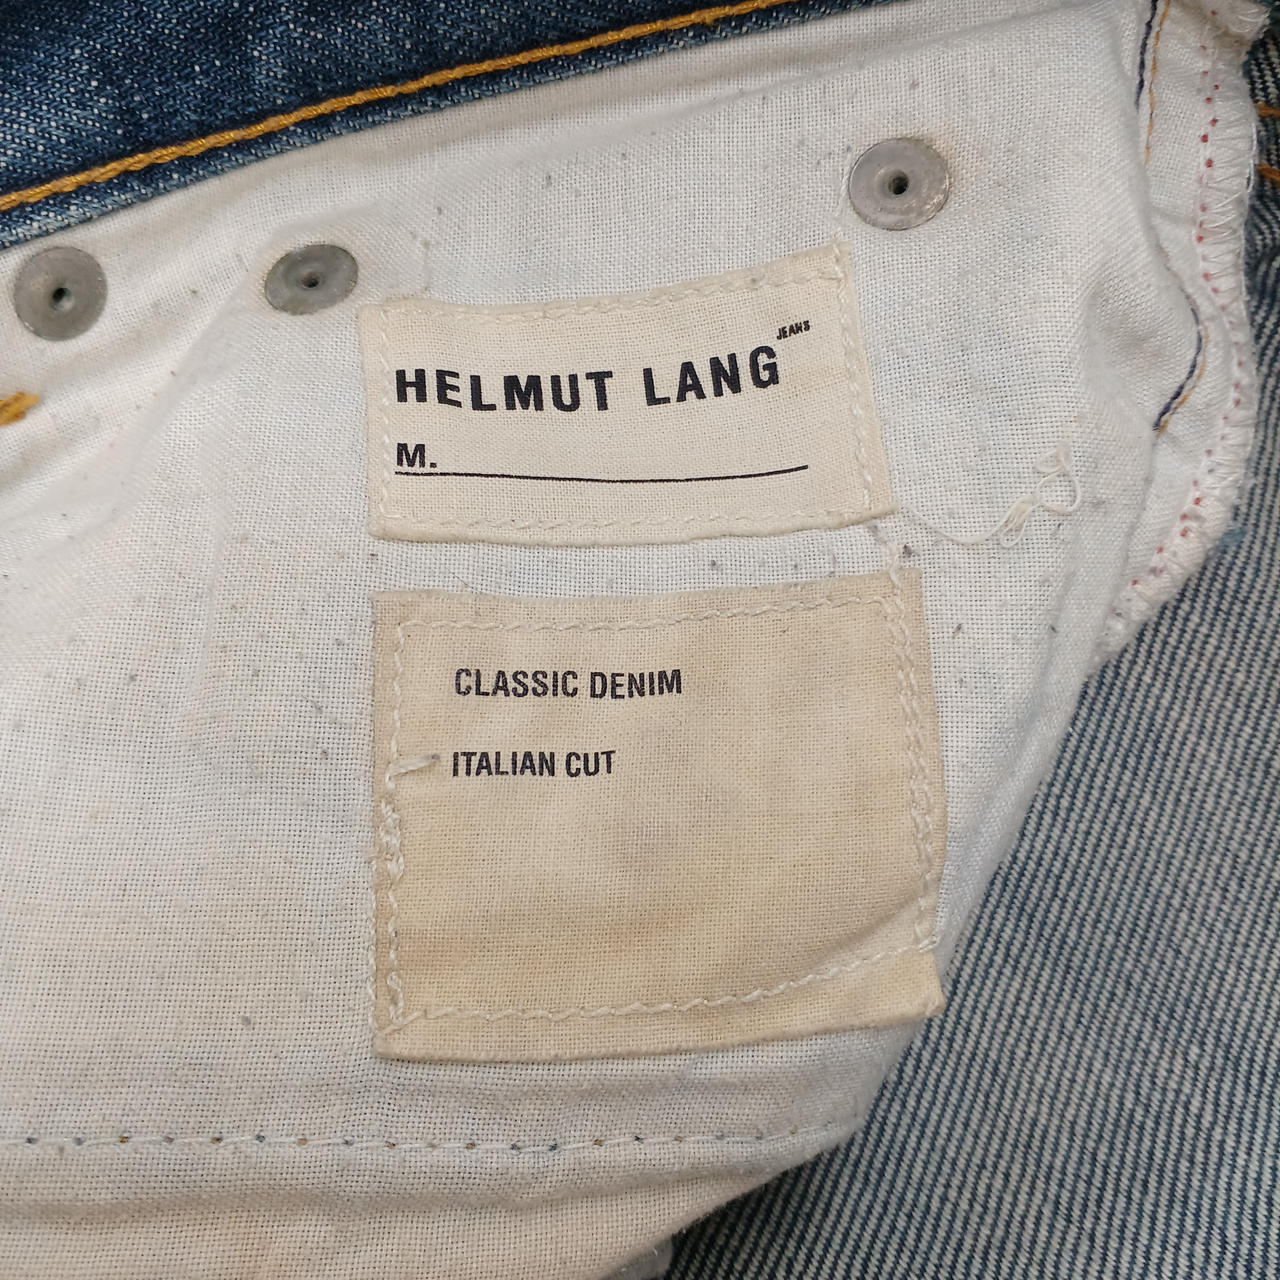 HELMUT LANG JEANS
M.
CLASSIC DENIM
ITALIAN CUT